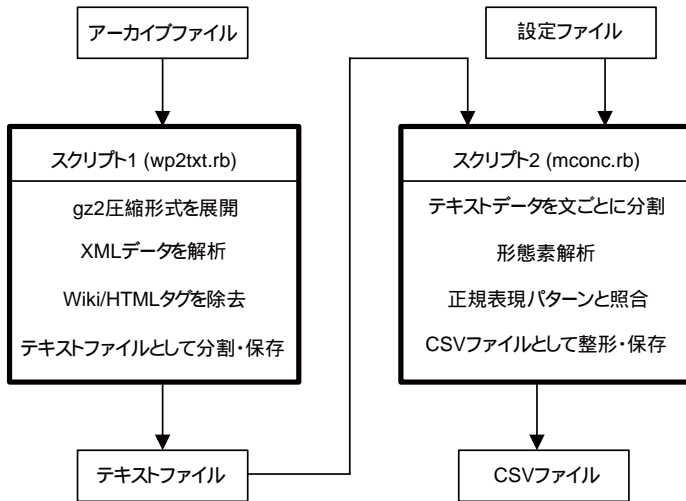 アーカイブファイル
設定ファイル
スクリプト1 (wp2txt.rb)
gz2圧縮形式を展開
XMLデータを解析
Wiki/HTMLタグを除去
テキストファイルとして分割・保存
スクリプト2 (mconc.rb)
テキストデータを文ごとに分割
形態素解析
正規表現パターンと照合
CSVファイルとして整形・保存
テキストファイル
CSVファイル